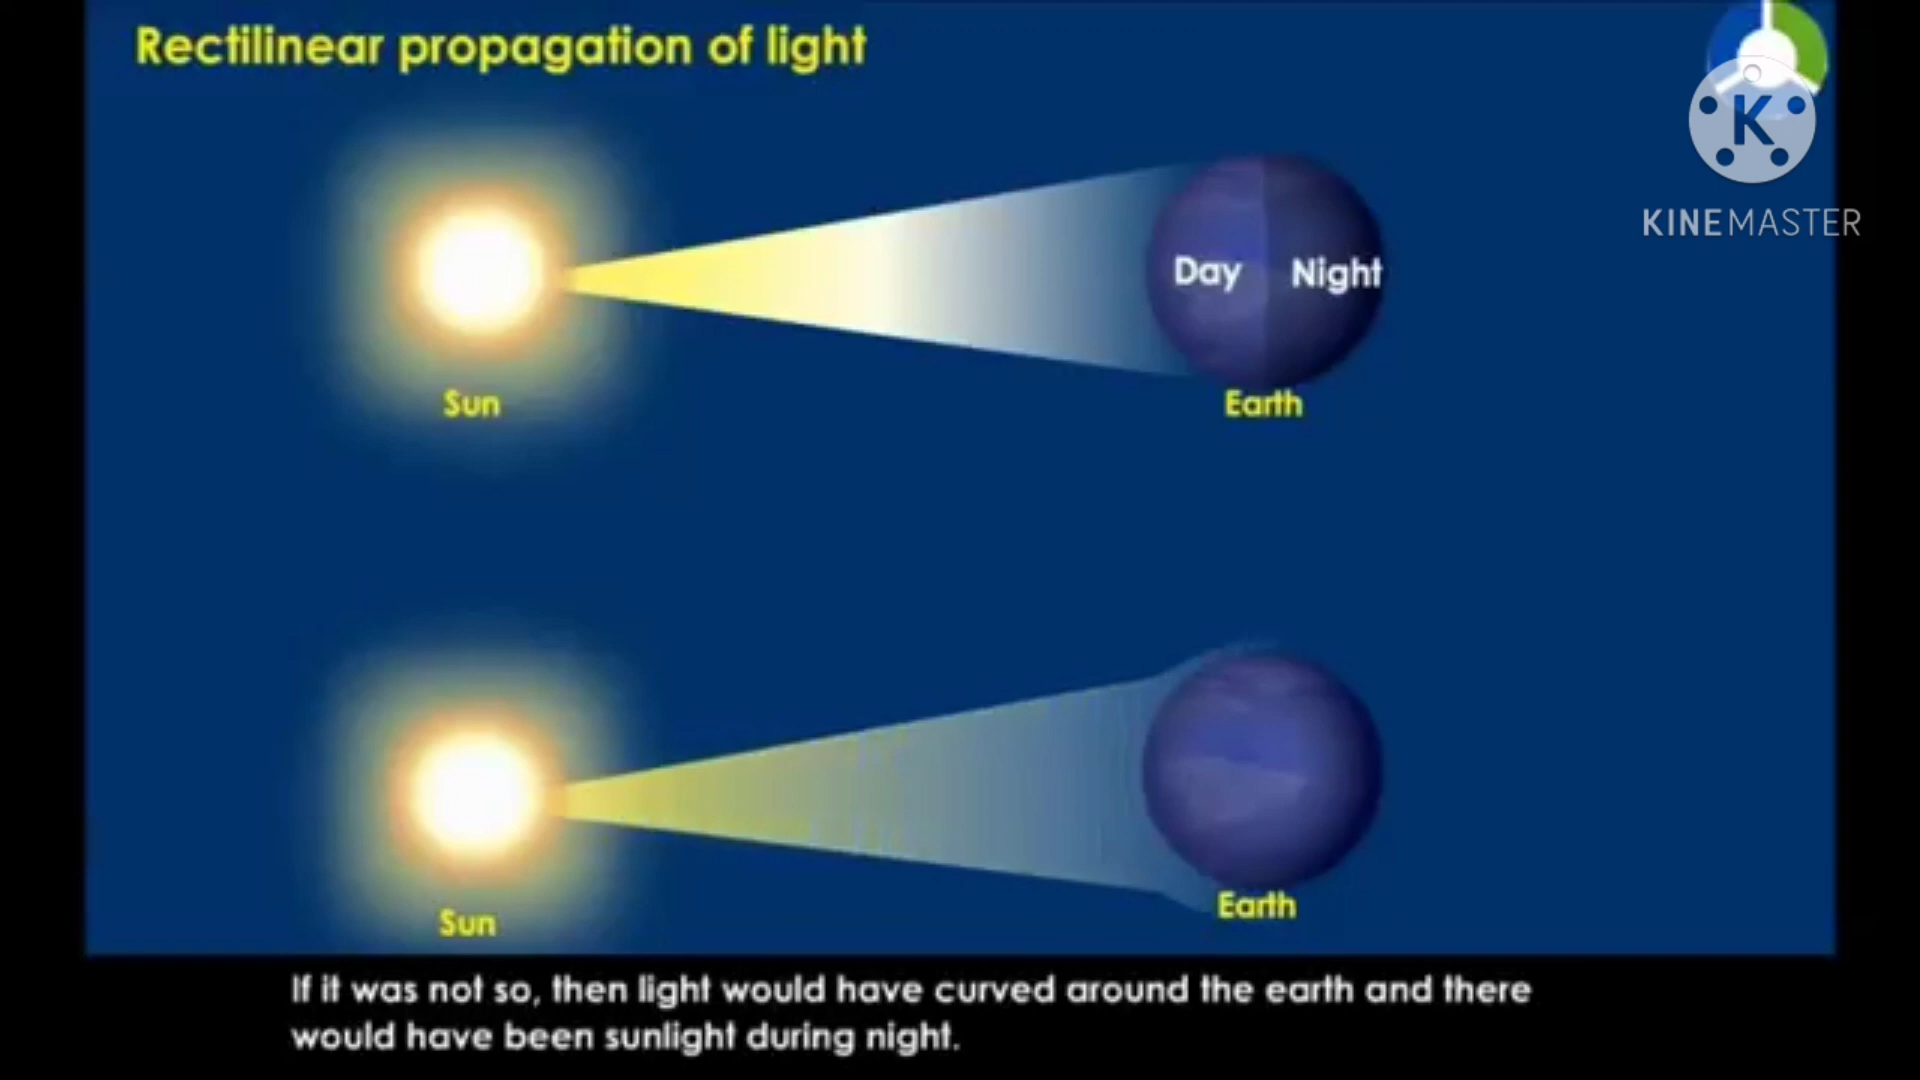 Rectilinear propagation of light
K
KINEMASTER
Day Night
Sun
Earth
Sun
Earth
If it was not so, then light would have curved around the earth and there
would have been sunlight during night.